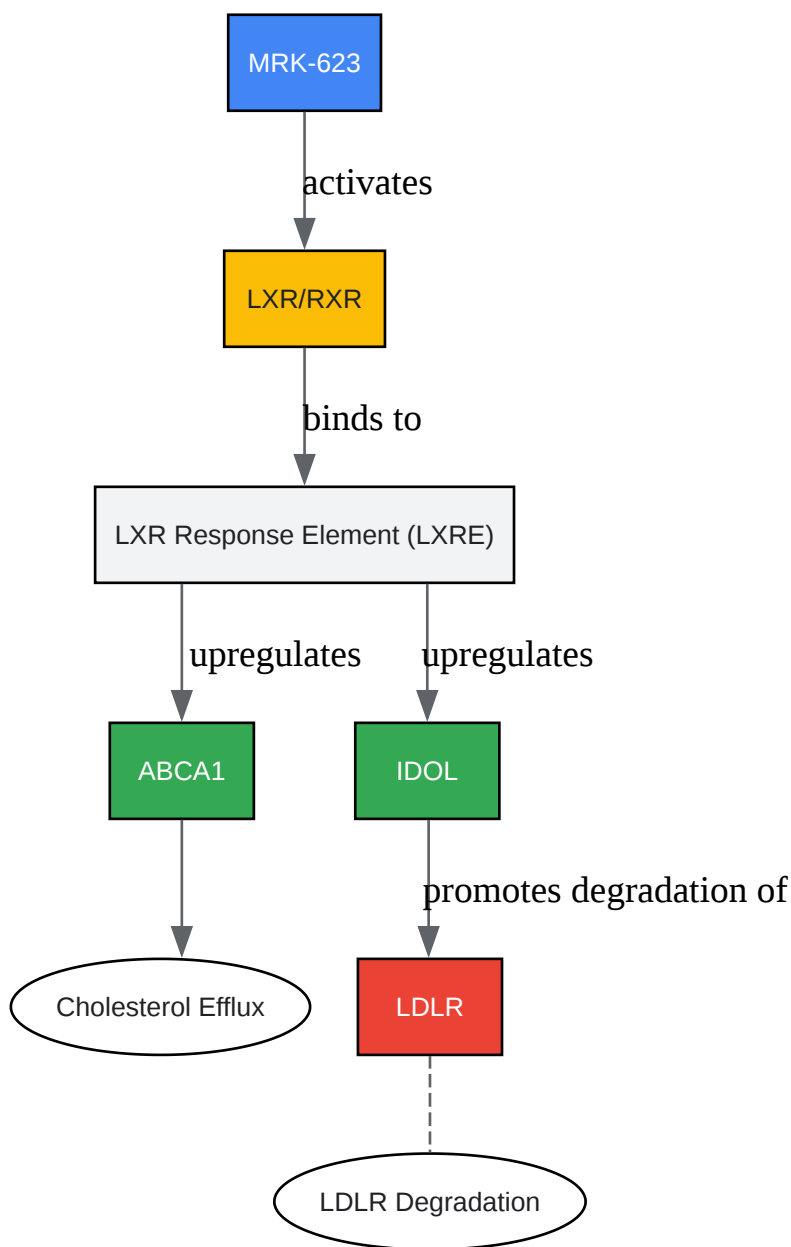 MRK-623
activates
LXR/RXR
binds to
LXR Response Element (LXRE)
upregulates
upregulates
ABCA1
IDOL
promotes degradation of
Cholesterol Efflux
LDLR
LDLR Degradation